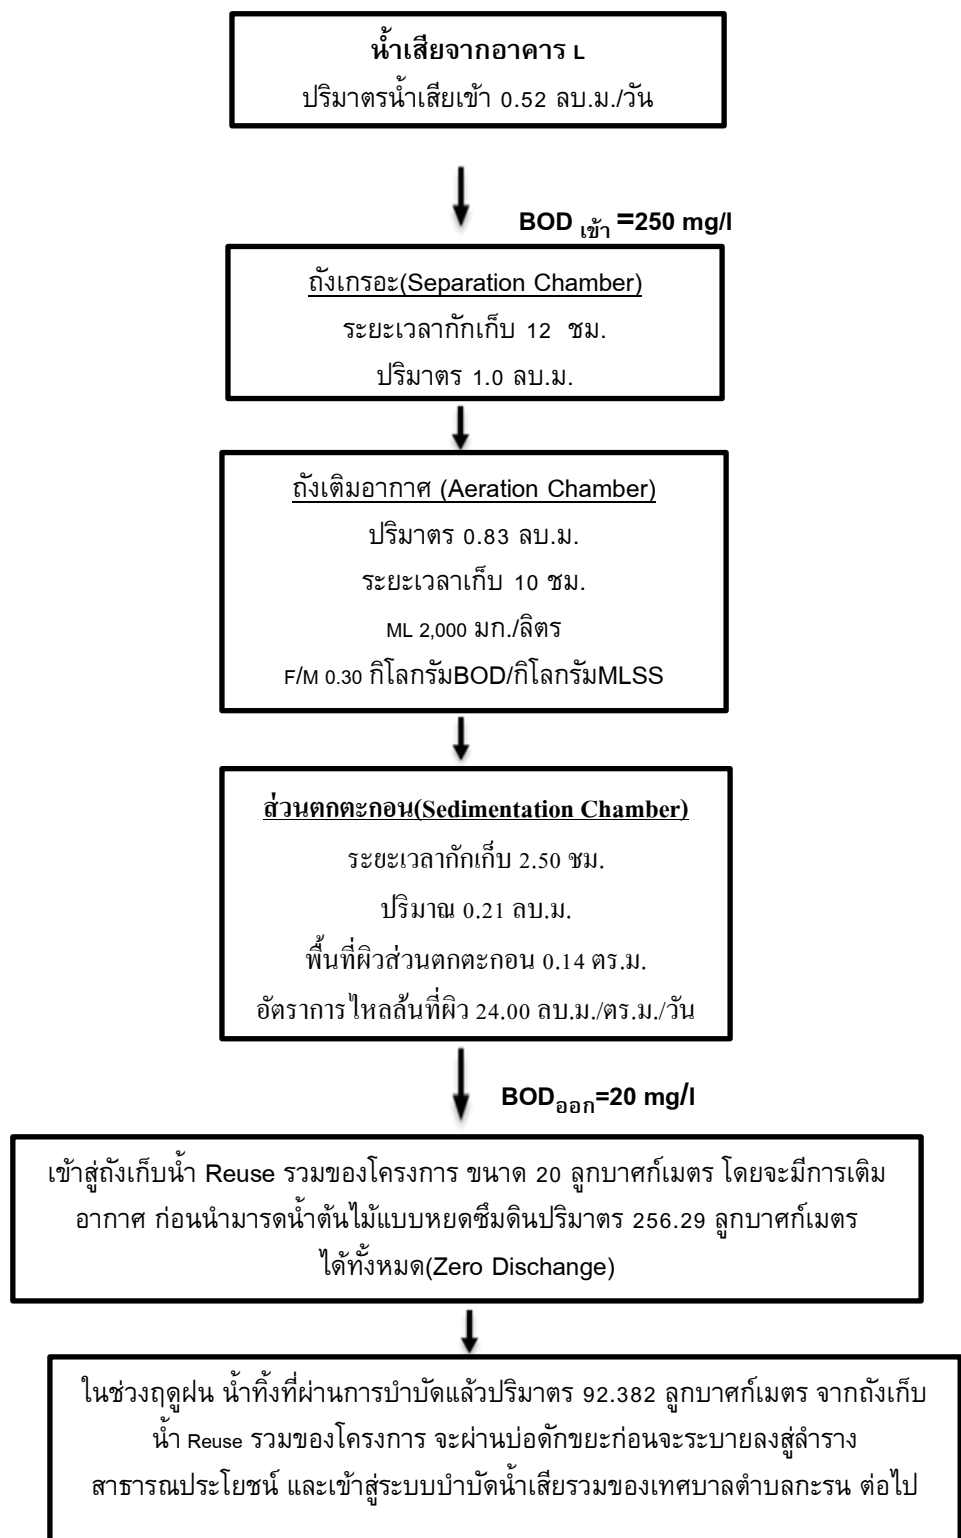 น้ำเสียจากอาคาร L
ปริมาตรน้ำเสียเข้า 0.52 ลบ.ม./วัน
BOD เข้า =250 mg/l
ถังเกรอะ(Separation Chamber)
ระยะเวลากักเก็บ 12 ชม.
ปริมาตร 1.0 ลบ.ม.
ถังเติมอากาศ (Aeration Chamber)
ปริมาตร 0.83 ลบ.ม.
ระยะเวลาเก็บ 10 ชม.
ML 2,000 มก./ลิตร
F/M 0.30 กิโลกรัมBOD/กิโลกรัมMLSS
ส่วนตกตะกอน(Sedimentation Chamber)
ระยะเวลากักเก็บ 2.50 ชม.
ปริมาณ 0.21 ลบ.ม.
พื้นที่ผิวส่วนตกตะกอน 0.14 ตร.ม.
อัตราการไหลล้นที่ผิว 24.00 ลบ.ม./ตร.ม./วัน
BODออก=20 mg/l
เข้าสู่ถังเก็บน้ำ Reuse รวมของโครงการ ขนาด 20 ลูกบาศก์เมตร โดยจะมีการเติม
อากาศ ก่อนนำมารดน้ำต้นไม้แบบหยดซึมดินปริมาตร 256.29 ลูกบาศก์เมตร
ได้ทั้งหมด(Zero Dischange)
ในช่วงฤดูฝน น้ำทิ้งที่ผ่านการบำบัดแล้วปริมาตร 92.382 ลูกบาศก์เมตร จากถังเก็บ
น้ำ Reuse รวมของโครงการ จะผ่านบ่อดักขยะก่อนจะระบายลงสู่ลำราง
สาธารณประโยชน์ และเข้าสู่ระบบบำบัดน้ำเสียรวมของเทศบาลตำบลกะรน ต่อไป